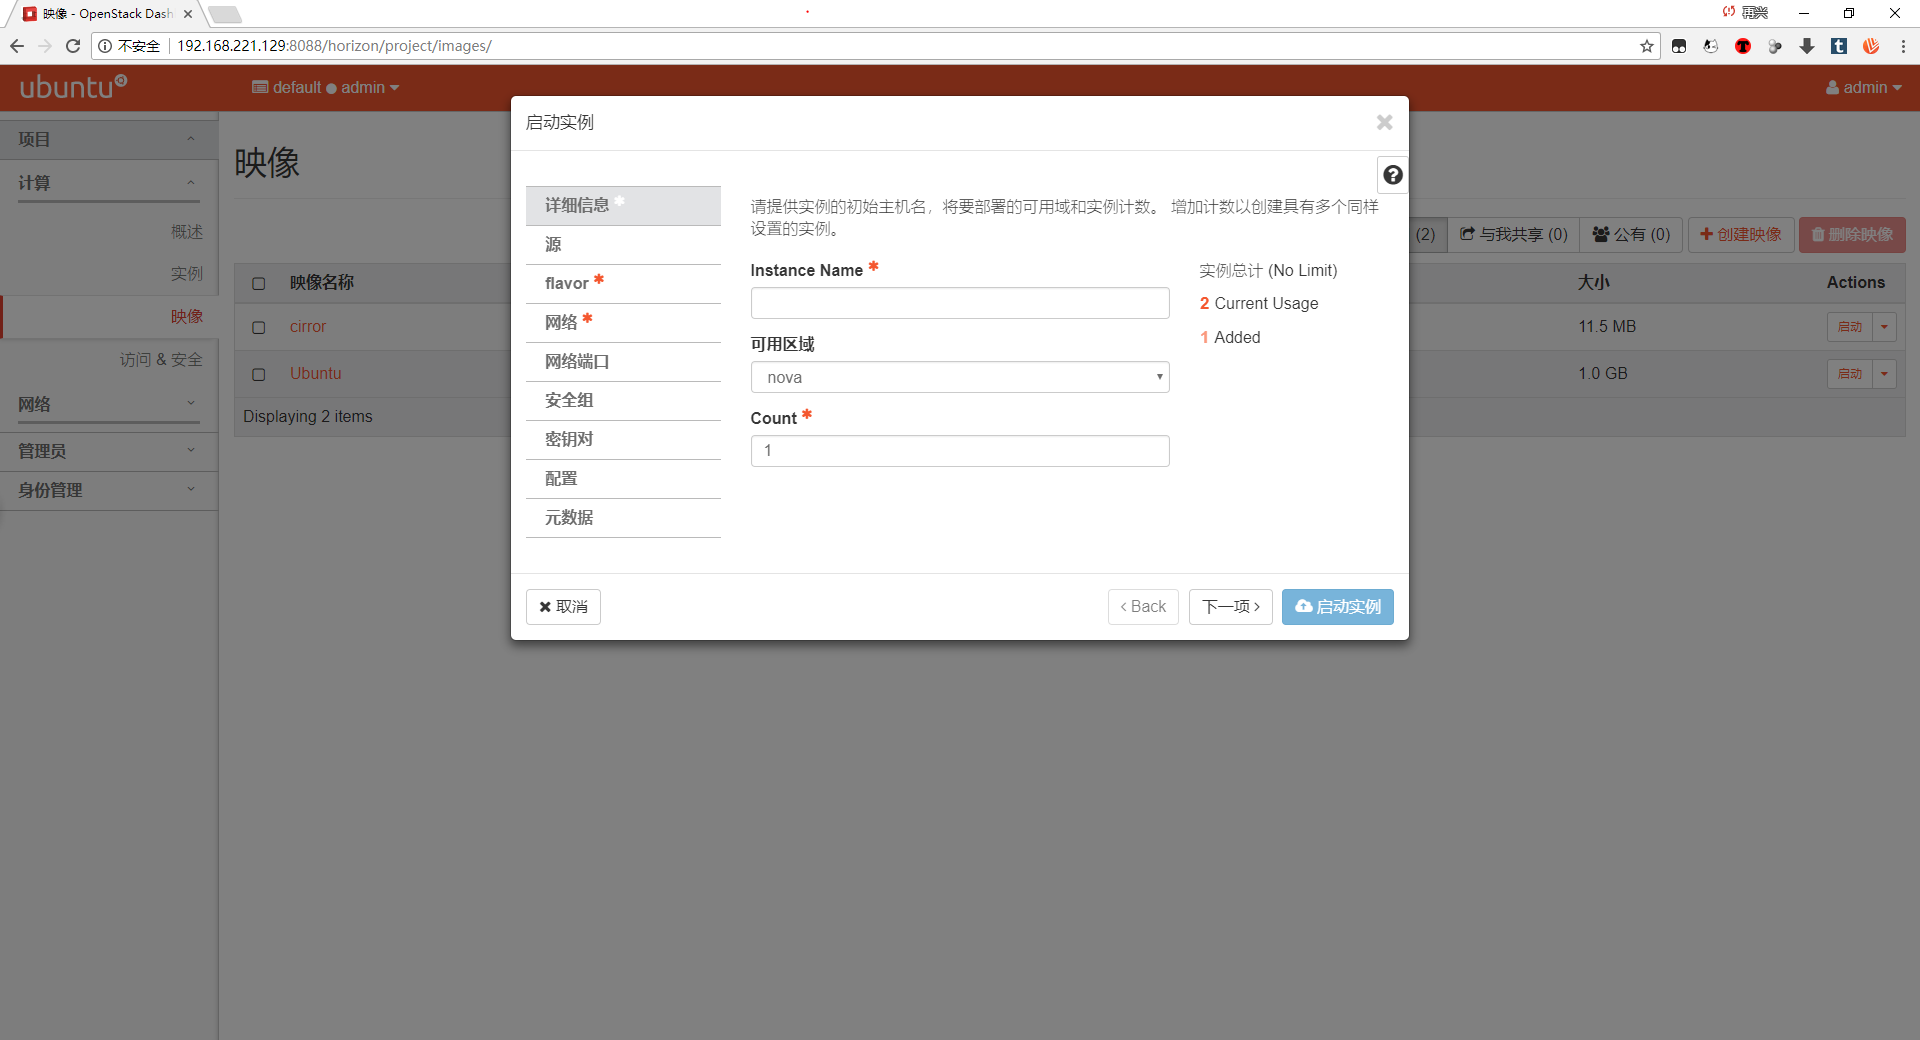 映像 - OpenStack Dash
再兴
不安全 192.168.221.129:8088/horizon/project/images/
ubuntu
default admin
admin
项目
计算
概述
实例
映像
访问 & 安全
网络
管理员
身份管理
映像
(2)
与我共享 (0)
公有 (0)
创建映像
删除映像
映像名称
大小
Actions
cirror
11.5 MB
启动
Ubuntu
1.0 GB
启动
Displaying 2 items
启动实例
详细信息 *
源
flavor *
网络 *
网络端口
安全组
密钥对
配置
元数据
请提供实例的初始主机名，将要部署的可用域和实例计数。 增加计数以创建具有多个同样
设置的实例。
Instance Name *
可用区域
nova
Count *
1
实例总计 (No Limit)
2 Current Usage
1 Added
取消
‹ Back
下一项 ›
启动实例